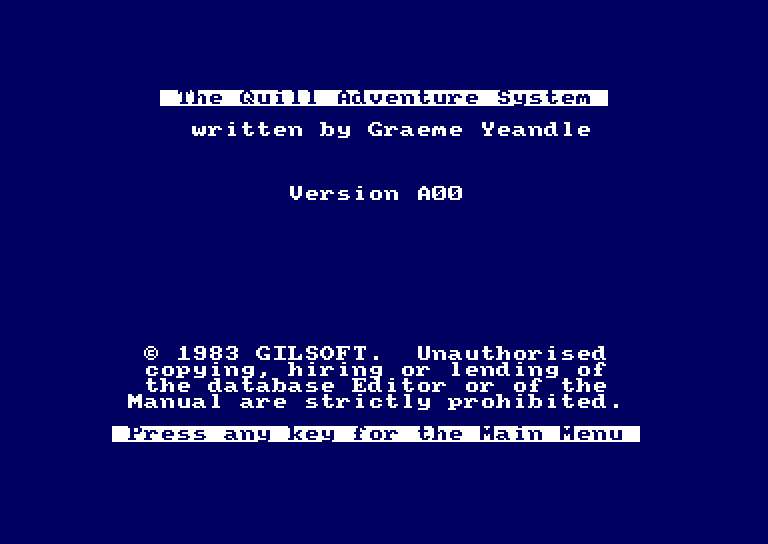 The Quill Adventure System
written by Graeme Yeandle
Version A00
© 1983 GILSOFT.  Unauthorised
copying, hiring or lending of
the database Editor or of the
Manual are strictly prohibited.
Press any key for the Main Menu